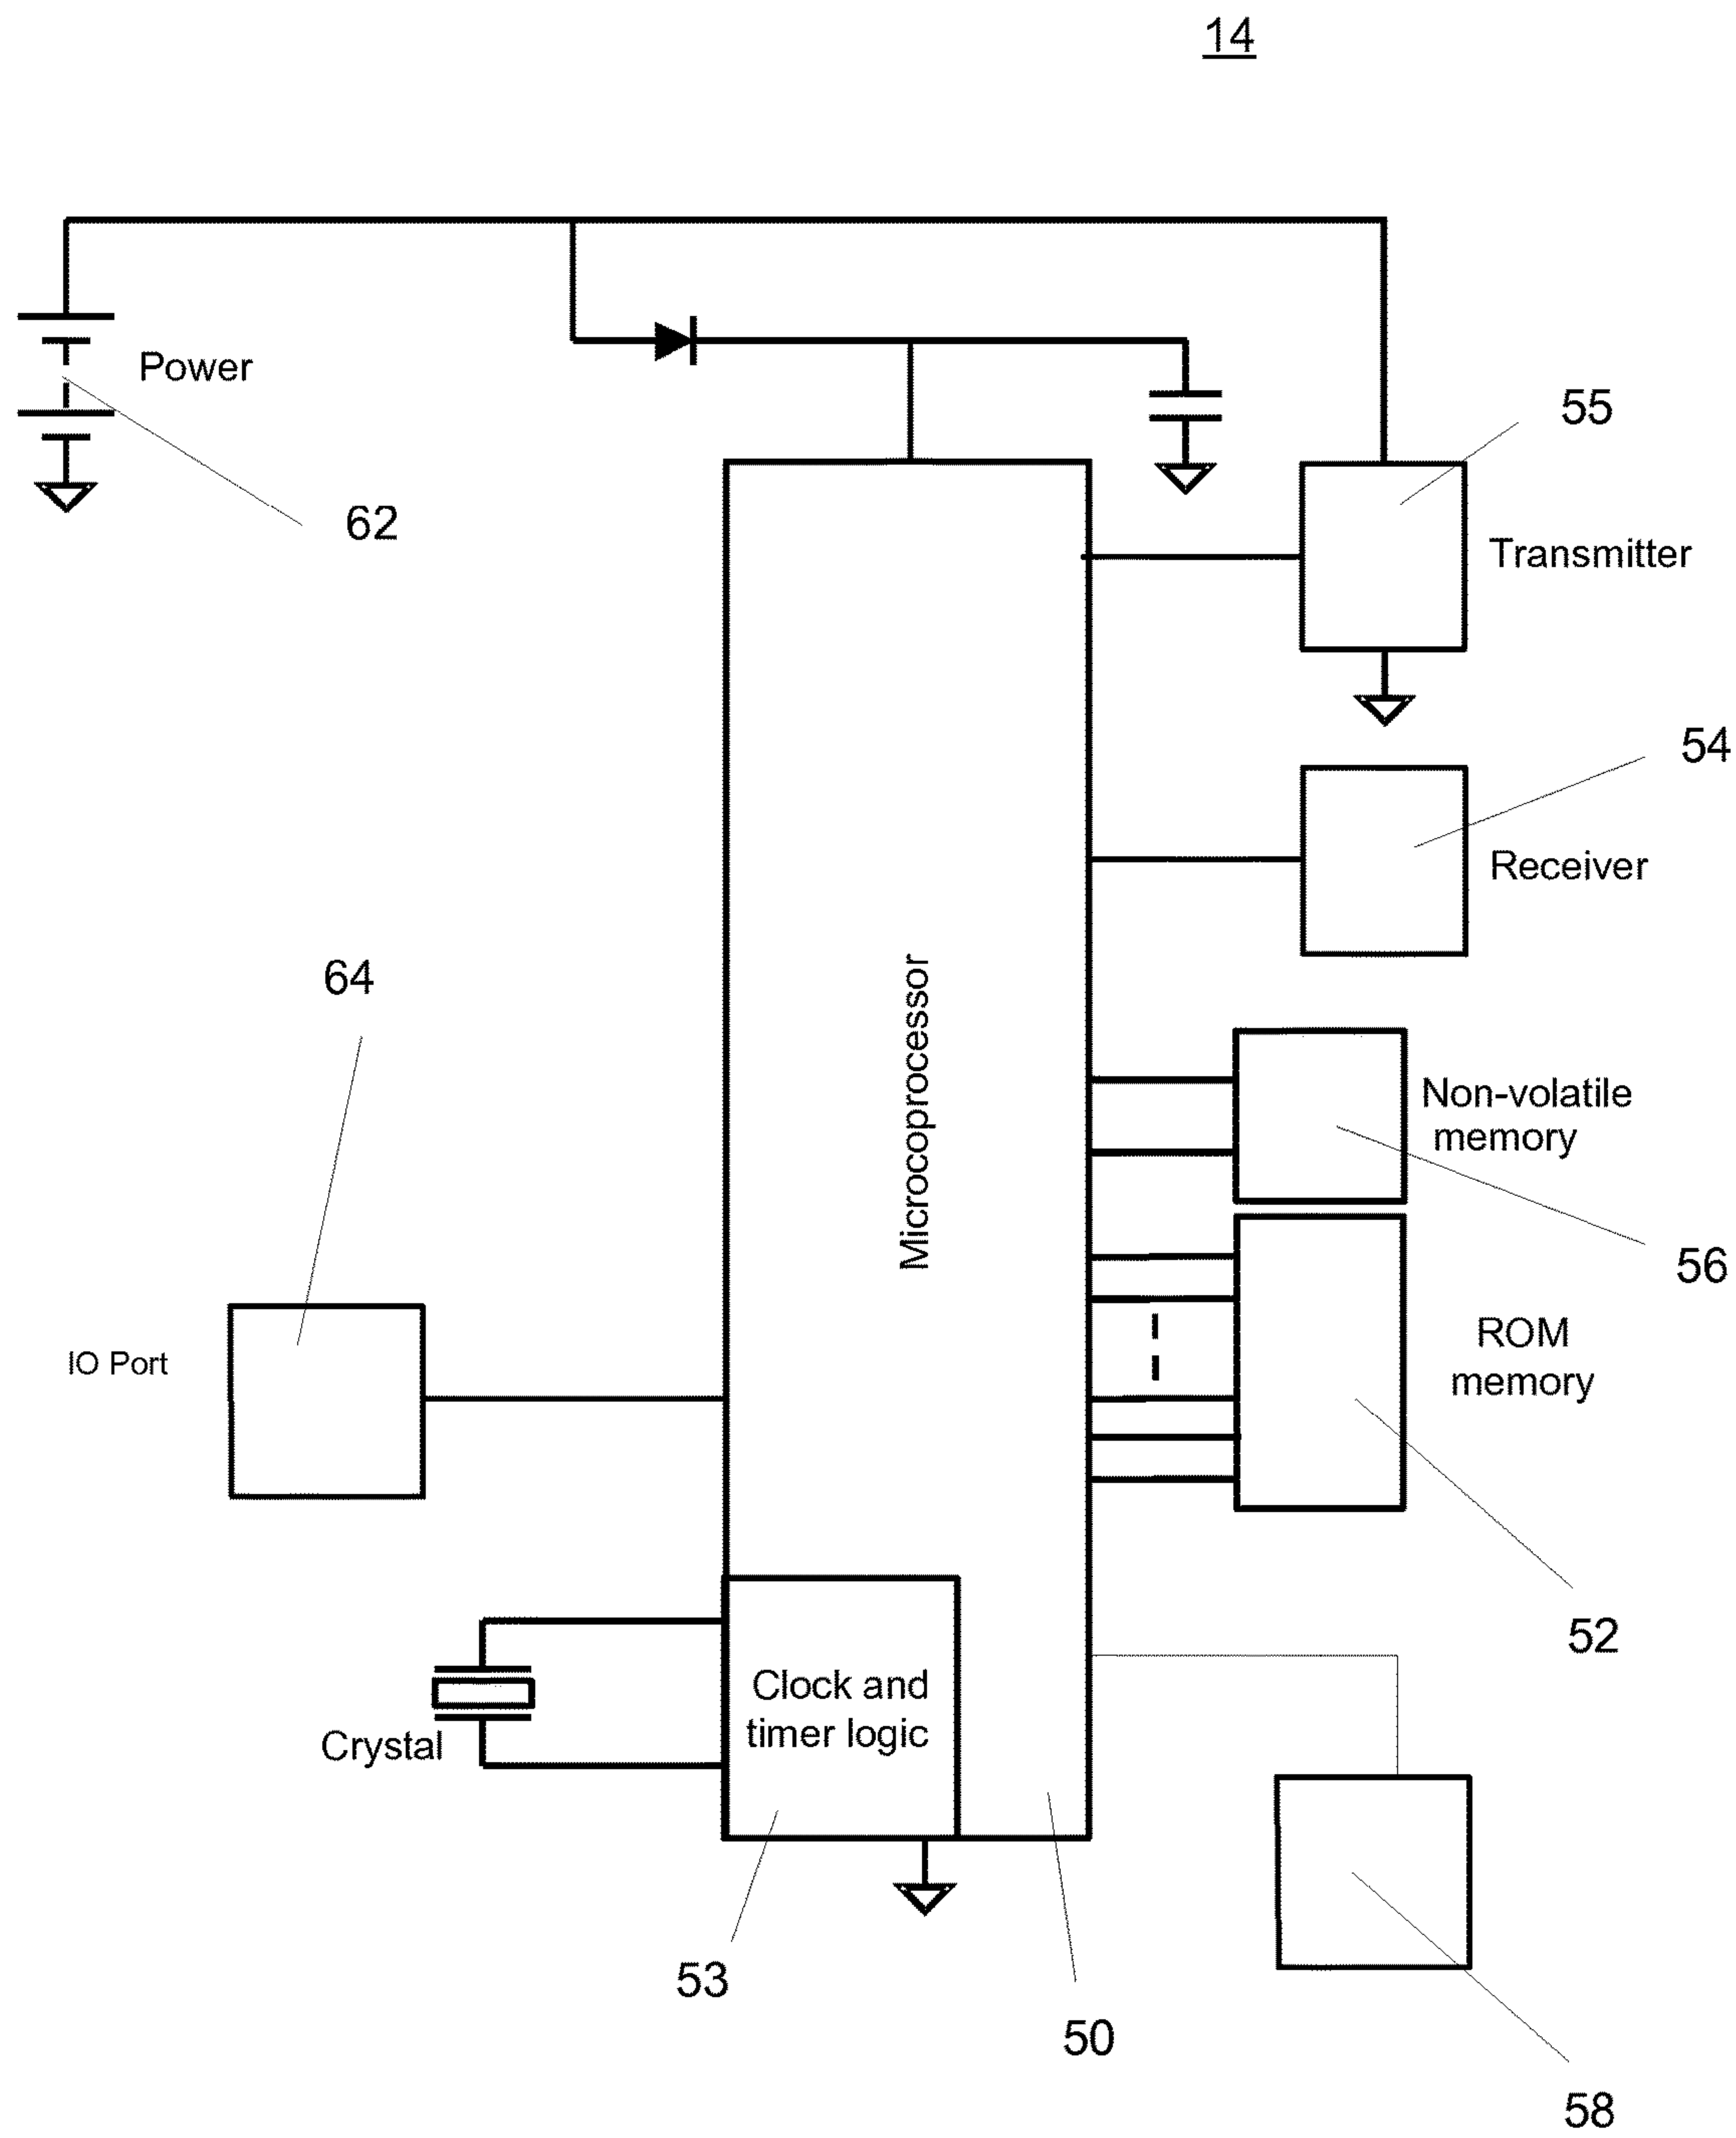 14
Power
62
55
Transmitter
54
Receiver
64
Microcoprocessor
Non-volatile
memory
56
IO Port
ROM
memory
52
Clock and
timer logic
Crystal
53
50
58